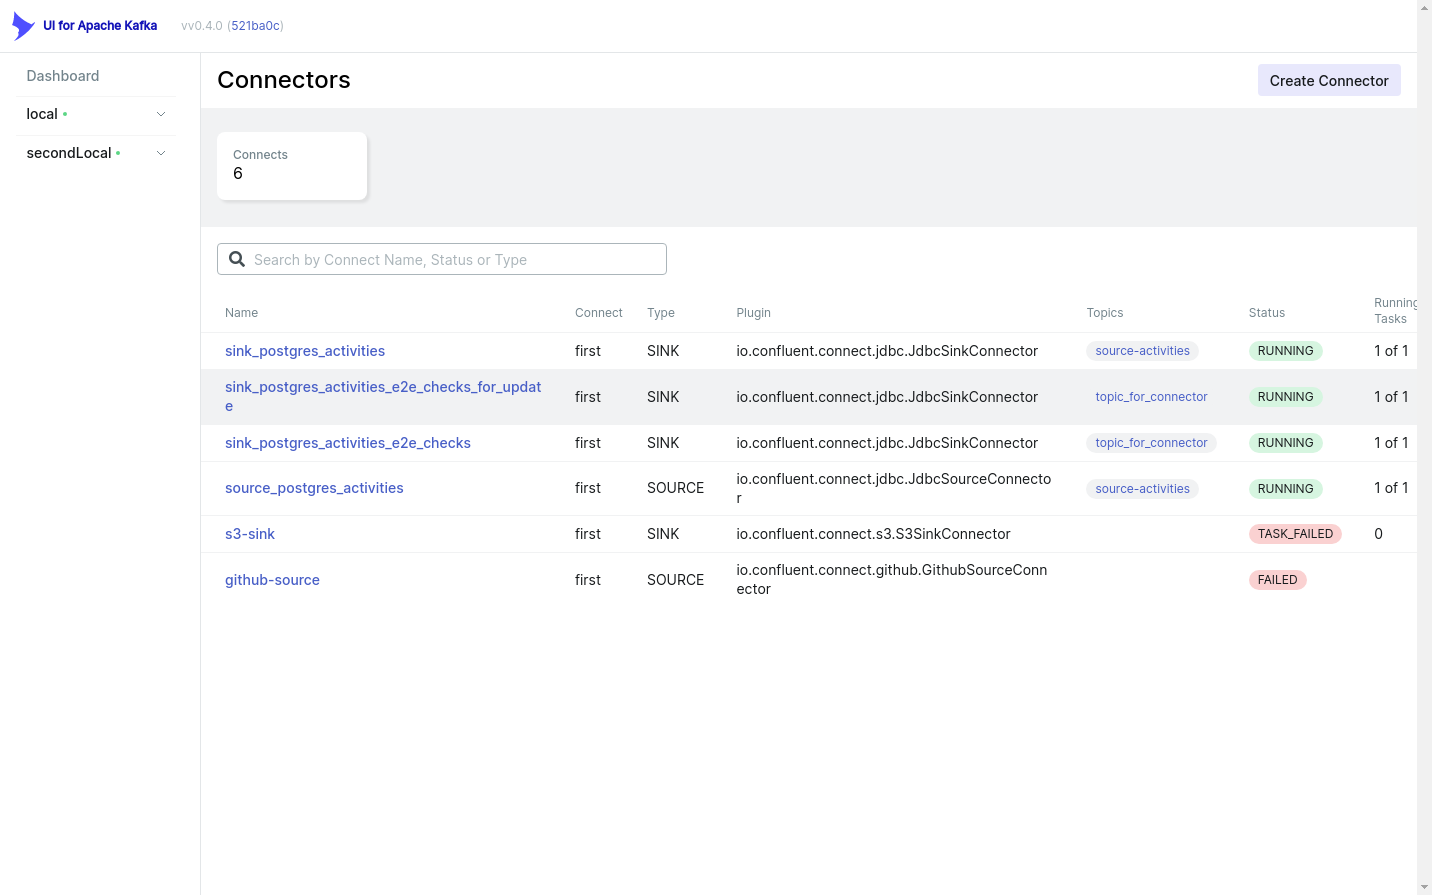 UI for Apache Kafka vv0.4.0 (521ba0c)
Dashboard
local
secondLocal
Connectors
Create Connector
Connects
6
Search by Connect Name, Status or Type
Name Connect Type Plugin Topics Status Running
Tasks
sink_postgres_activities first SINK io.confluent.connect.jdbc.JdbcSinkConnector source-activities RUNNING 1 of 1
sink_postgres_activities_e2e_checks_for_updat
e first SINK io.confluent.connect.jdbc.JdbcSinkConnector topic_for_connector RUNNING 1 of 1
sink_postgres_activities_e2e_checks first SINK io.confluent.connect.jdbc.JdbcSinkConnector topic_for_connector RUNNING 1 of 1
source_postgres_activities first SOURCE io.confluent.connect.jdbc.JdbcSourceConnecto
r source-activities RUNNING 1 of 1
s3-sink first SINK io.confluent.connect.s3.S3SinkConnector TASK_FAILED 0
github-source first SOURCE io.confluent.connect.github.GithubSourceConn
ector FAILED